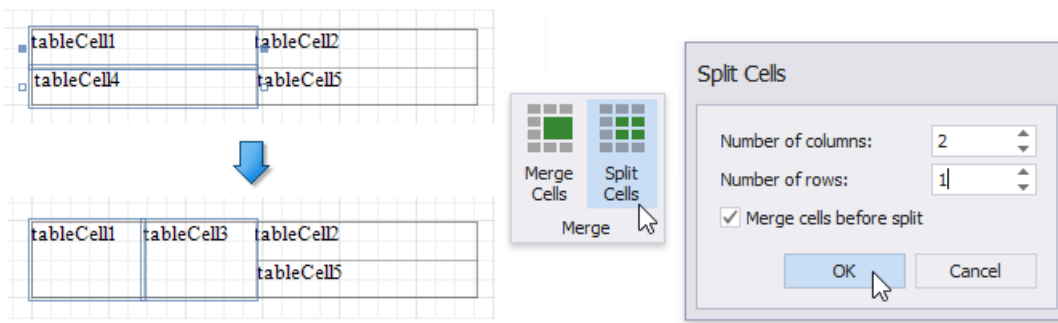 tableCell1 tableCell2
tableCell4 tableCell5
tableCell1 tableCell3 tableCell2
tableCell5
Merge Cells
Split Cells
Merge
Split Cells
Number of columns: 2
Number of rows: 1
Merge cells before split
OK Cancel